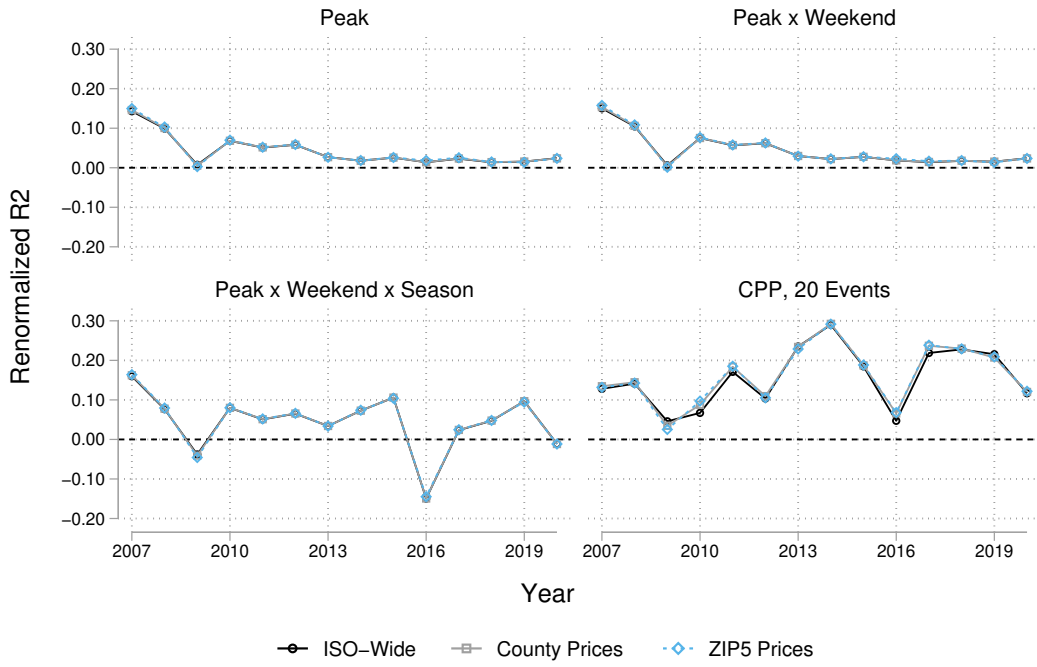 Peak
Peak x Weekend
0.30
0.20
0.10
0.00
−0.10
−0.20
Renormalized R2
Peak x Weekend x Season
CPP, 20 Events
0.30
0.20
0.10
0.00
−0.10
−0.20
2007 2010 2013 2016 2019
2007 2010 2013 2016 2019
Year
ISO−Wide County Prices ZIP5 Prices